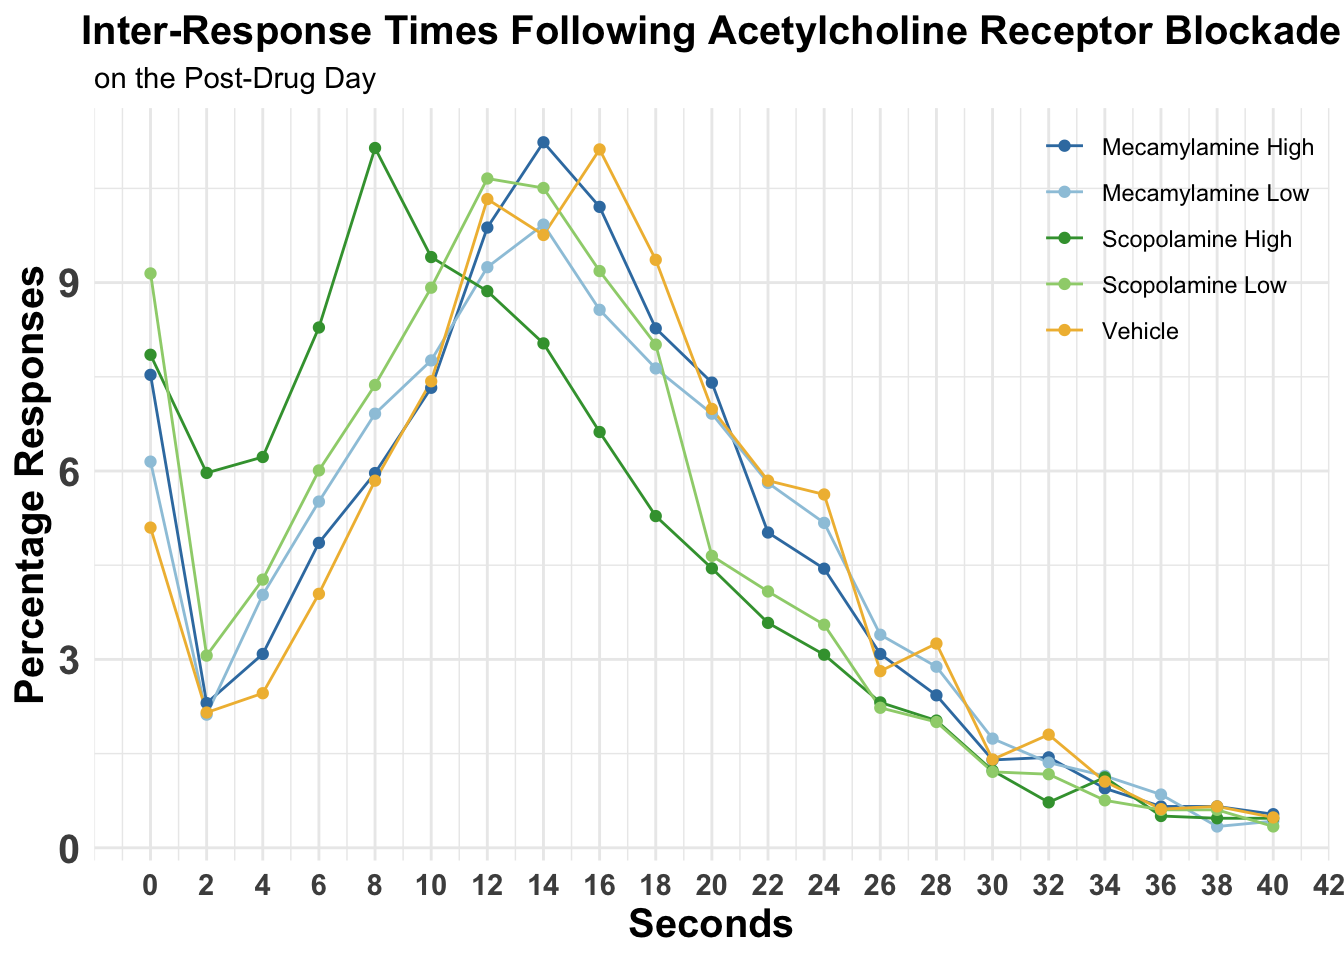 Inter-Response Times Following Acetylcholine Receptor Blockade
on the Post-Drug Day
Mecamylamine High
Mecamylamine Low
Scopolamine High
Scopolamine Low
Vehicle
Percentage Responses
9
6
3
0
0 2 4 6 8 10 12 14 16 18 20 22 24 26 28 30 32 34 36 38 40 42
Seconds